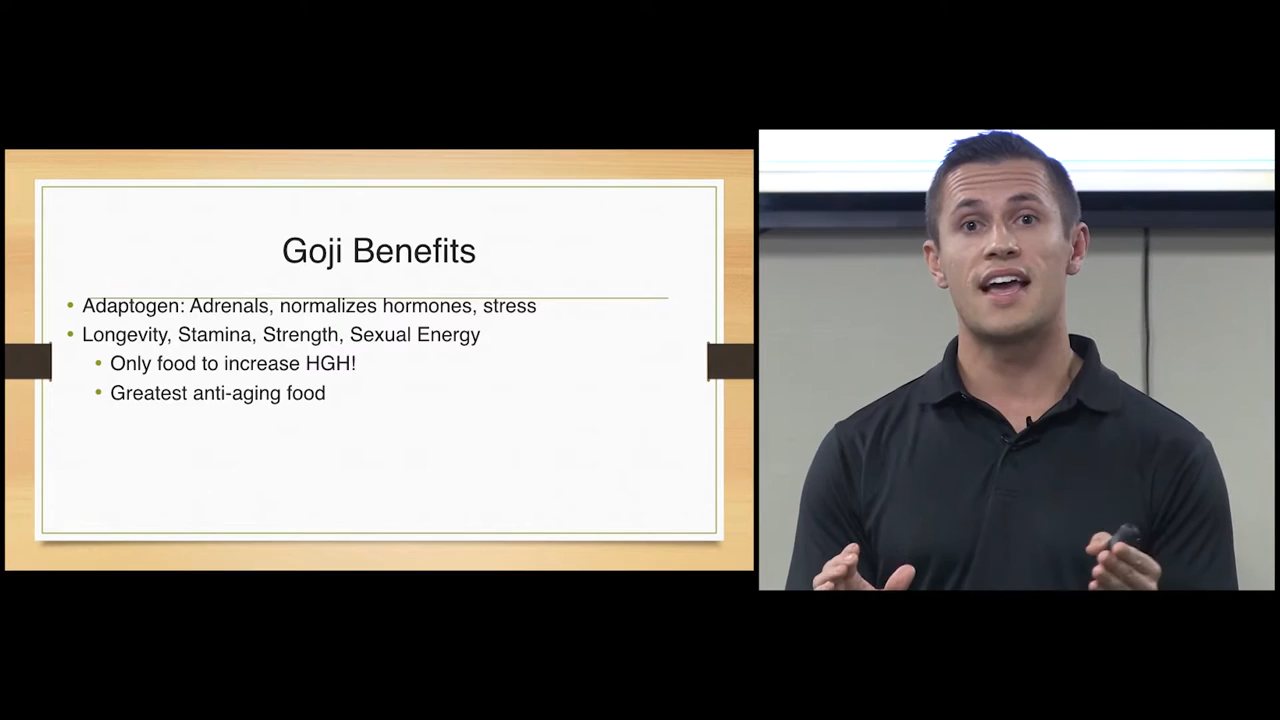 Goji Benefits
• Adaptogen: Adrenals, normalizes hormones, stress
• Longevity, Stamina, Strength, Sexual Energy
• Only food to increase HGH!
• Greatest anti-aging food